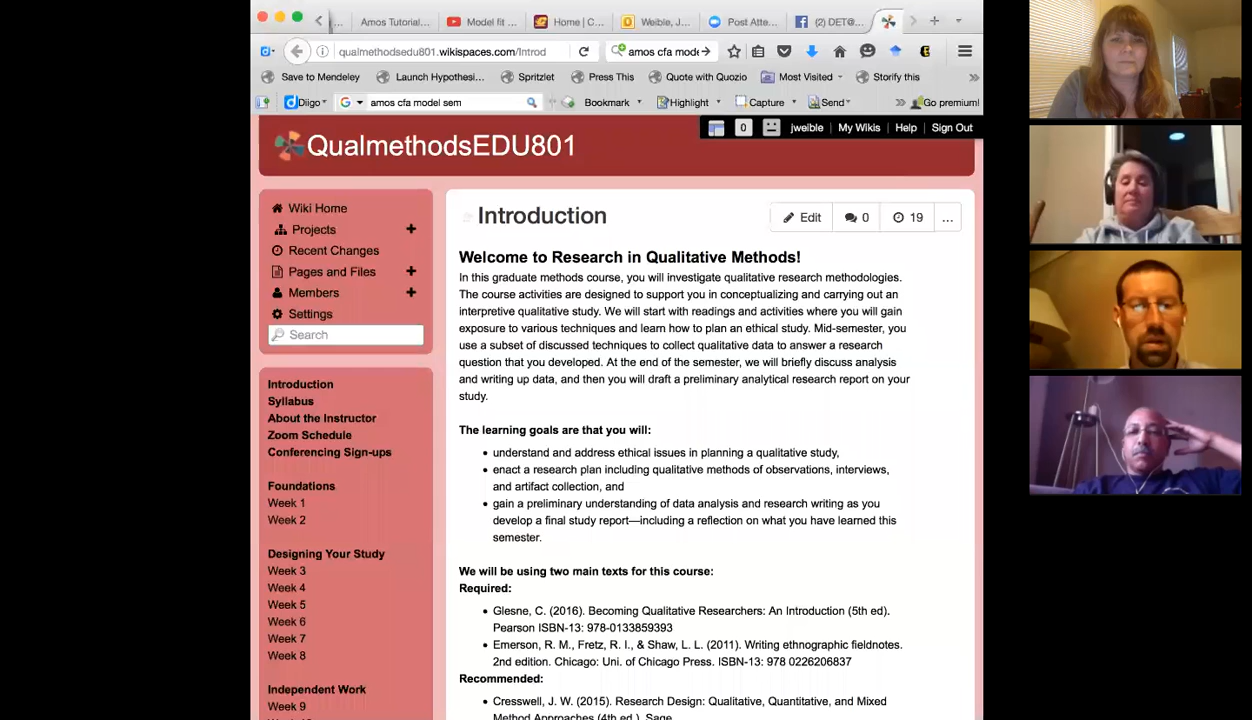 Amos Tutorial...
Model fit ...
Home | C...
Weible, J...
Post Atte...
(2) DET@...
qualmethodsedu801.wikispaces.com/Introd
amos cfa mode
Save to Mendeley
Launch Hypothesi...
Spritzlet
Press This
Quote with Quozio
Most Visited
Storify this
Diigo
amos cfa model sem
Bookmark
Highlight
Capture
Send
Go premium!
0
jweible
My Wikis
Help
Sign Out
QualmethodsEDU801
Wiki Home
Projects
Recent Changes
Pages and Files
Members
Settings
Search
Introduction
Syllabus
About the Instructor
Zoom Schedule
Conferencing Sign-ups
Foundations
Week 1
Week 2
Designing Your Study
Week 3
Week 4
Week 5
Week 6
Week 7
Week 8
Independent Work
Week 9
Introduction
Edit
0
19
...
Welcome to Research in Qualitative Methods!
In this graduate methods course, you will investigate qualitative research methodologies.
The course activities are designed to support you in conceptualizing and carrying out an
interpretive qualitative study. We will start with readings and activities where you will gain
exposure to various techniques and learn how to plan an ethical study. Mid-semester, you
use a subset of discussed techniques to collect qualitative data to answer a research
question that you developed. At the end of the semester, we will briefly discuss analysis
and writing up data, and then you will draft a preliminary analytical research report on your
study.
The learning goals are that you will:
understand and address ethical issues in planning a qualitative study,
enact a research plan including qualitative methods of observations, interviews,
and artifact collection, and
gain a preliminary understanding of data analysis and research writing as you
develop a final study report—including a reflection on what you have learned this
semester.
We will be using two main texts for this course:
Required:
Glesne, C. (2016). Becoming Qualitative Researchers: An Introduction (5th ed).
Pearson ISBN-13: 978-0133859393
Emerson, R. M., Fretz, R. I., & Shaw, L. L. (2011). Writing ethnographic fieldnotes.
2nd edition. Chicago: Uni. of Chicago Press. ISBN-13: 978 0226206837
Recommended:
Cresswell, J. W. (2015). Research Design: Qualitative, Quantitative, and Mixed
Method Approaches (4th ed.). Sage